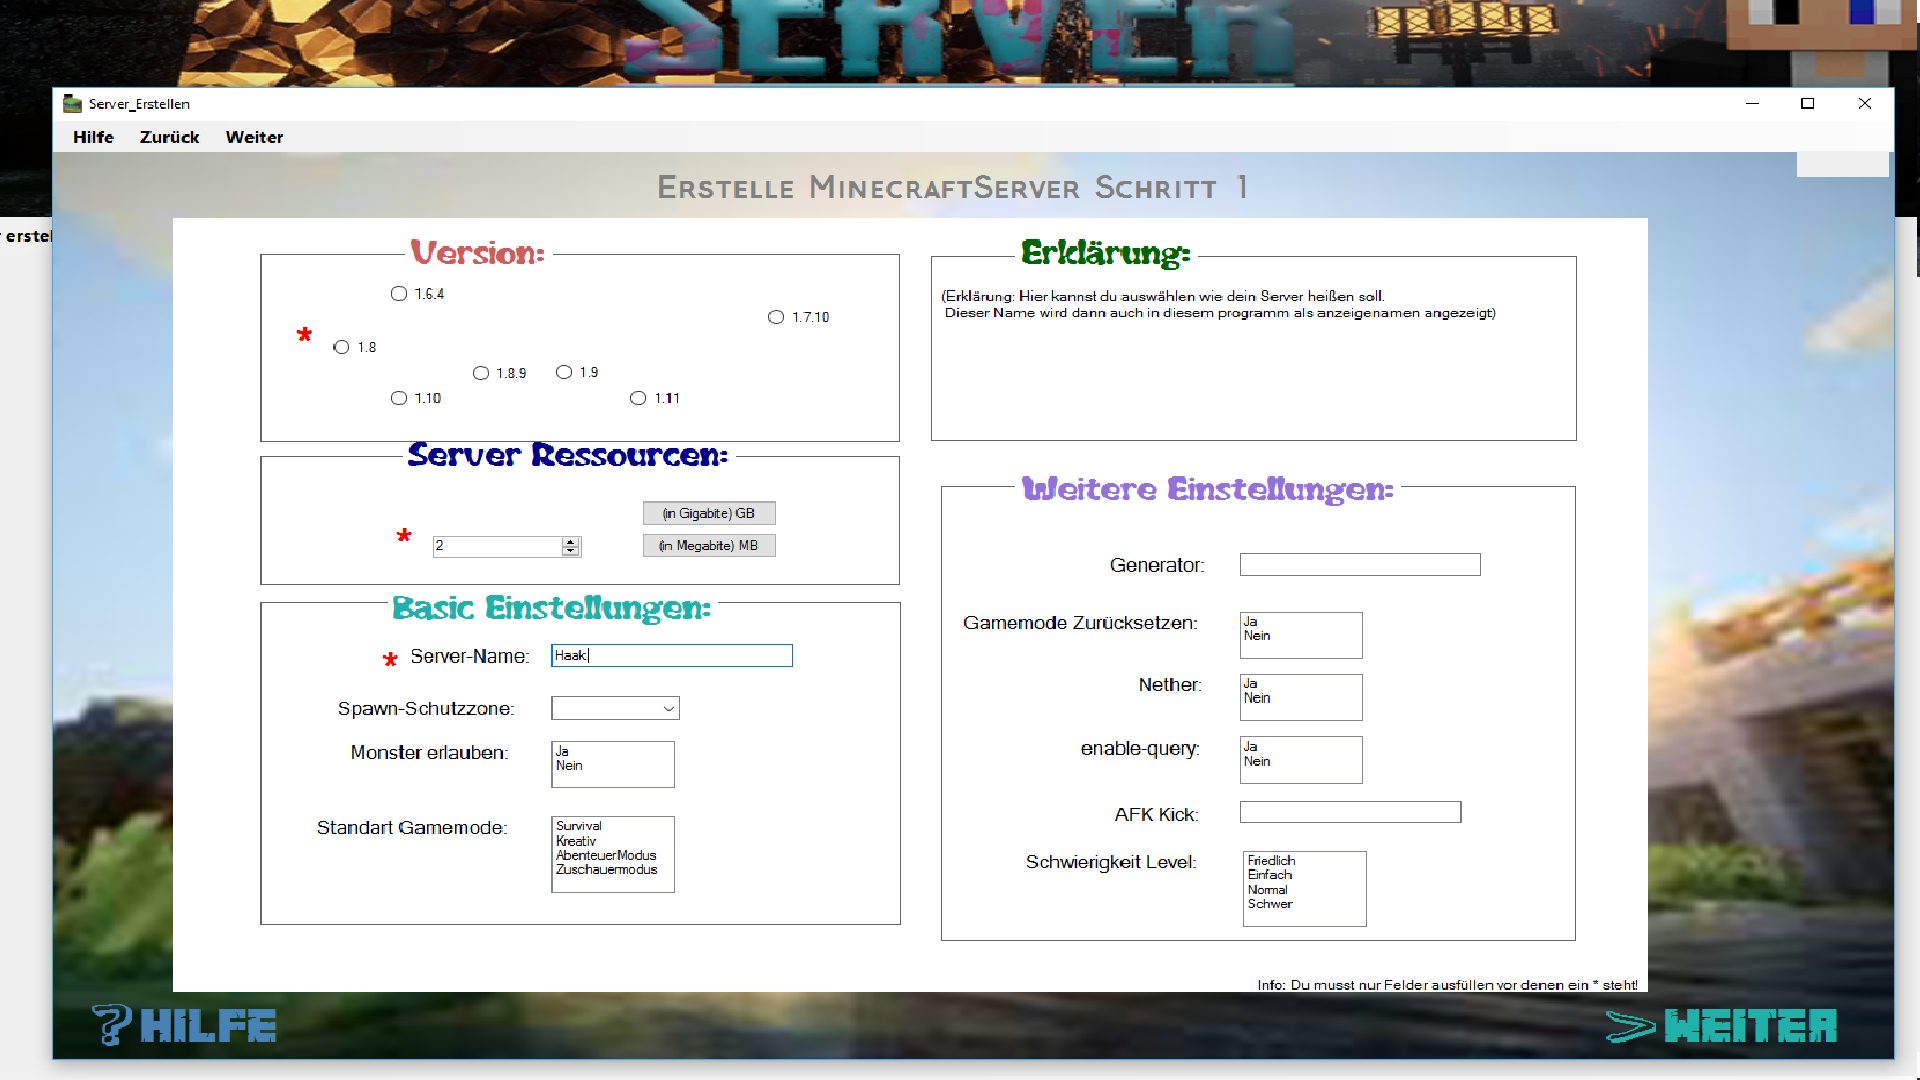 SERVER
Server_Erstellen
Hilfe Zurück Weiter
Erstelle MinecraftServer Schritt 1
r erstel
Version:
1.6.4
1.7.10
* 1.8
1.8.9 1.9
1.10 1.11
Server Ressourcen:
(in Gigabite) GB
* 2
(in Megabite) MB
Basic Einstellungen:
* Server-Name: Haak
Spawn-Schutzzone:
Monster erlauben: Ja
Nein
Standart Gamemode: Survival
Kreativ
AbenteuerModus
Zuschauermodus
Erklärung:
(Erklärung: Hier kannst du auswählen wie dein Server heißen soll.
Dieser Name wird dann auch in diesem programm als anzeigenamen angezeigt)
Weitere Einstellungen:
Generator:
Gamemode Zurücksetzen: Ja
Nein
Nether: Ja
Nein
enable-query: Ja
Nein
AFK Kick:
Schwierigkeit Level: Friedlich
Einfach
Normal
Schwer
Info: Du musst nur Felder ausfüllen vor denen ein * steht!
? HILFE
> WEITER